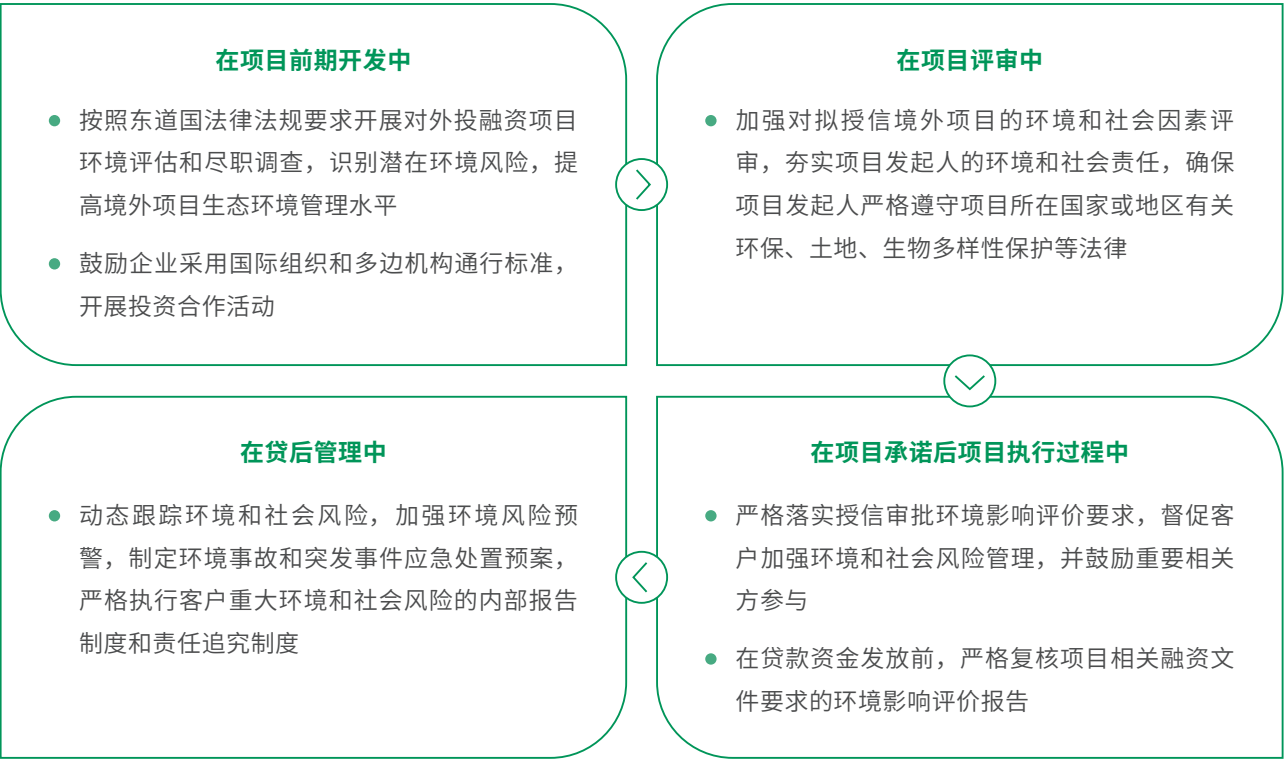 在项目前期开发中
按照东道国法律法规要求开展对外投融资项目
环境评估和尽职调查，识别潜在环境风险，提
高境外项目生态环境管理水平
鼓励企业采用国际组织和多边机构通行标准，
开展投资合作活动
在项目评审中
加强对拟授信境外项目的环境和社会因素评
审，夯实项目发起人的环境和社会责任，确保
项目发起人严格遵守项目所在国家或地区有关
环保、土地、生物多样性保护等法律
在项目承诺后项目执行过程中
严格落实授信审批环境影响评价要求，督促客
户加强环境和社会风险管理，并鼓励重要相关
方参与
在贷款资金发放前，严格复核项目相关融资文
件要求的环境影响评价报告
在贷后管理中
动态跟踪环境和社会风险，加强环境风险预
警，制定环境事故和突发事件应急处置预案，
严格执行客户重大环境和社会风险的内部报告
制度和责任追究制度